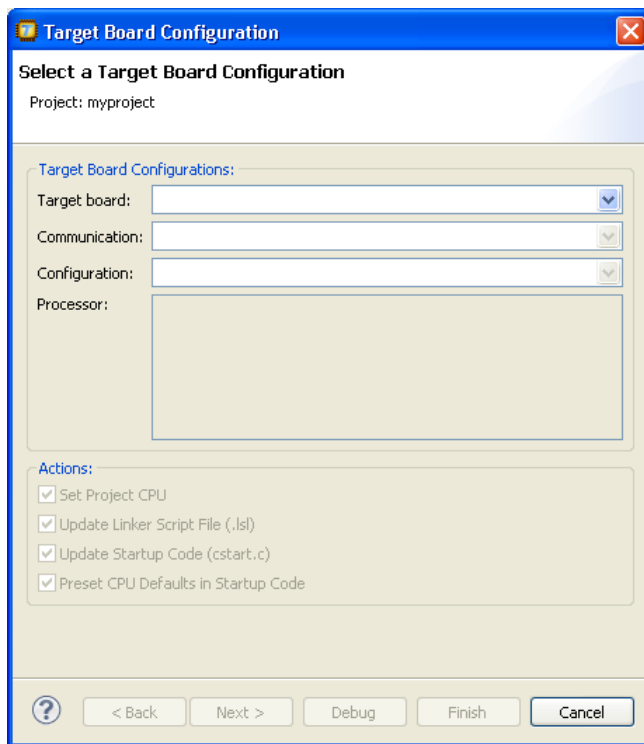 Target Board Configuration
Select a Target Board Configuration
Project: myproject
Target Board Configurations:
Target board:
Communication:
Configuration:
Processor:
Actions:
Set Project CPU
Update Linker Script File (.lsl)
Update Startup Code (cstart.c)
Preset CPU Defaults in Startup Code
? < Back Next > Debug Finish Cancel